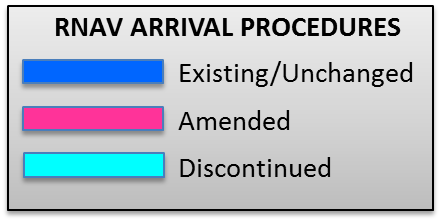 RNAV ARRIVAL PROCEDURES
Existing/Unchanged
Amended
Discontinued